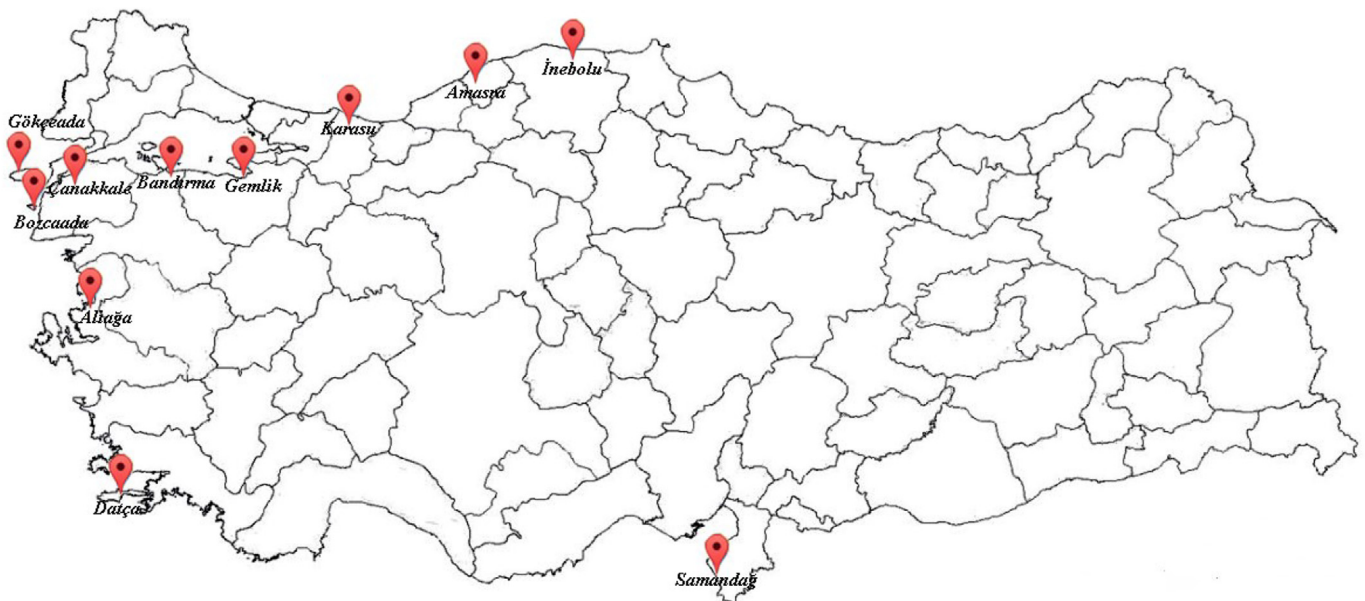 İnebolu
Amasra
Karasu
Gökçeada
Çanakkale
Bandırma
Gemlik
Bozcaada
Aliağa
Datça
Samandağ